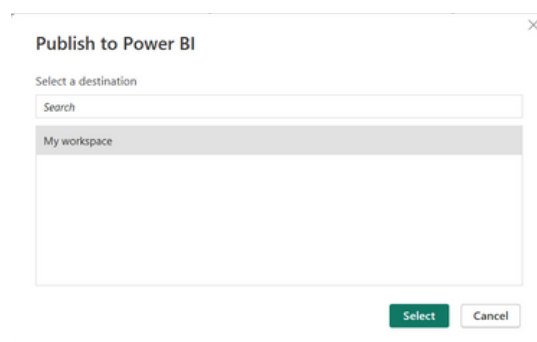 Publish to Power BI
Select a destination
Search
My workspace
Select Cancel